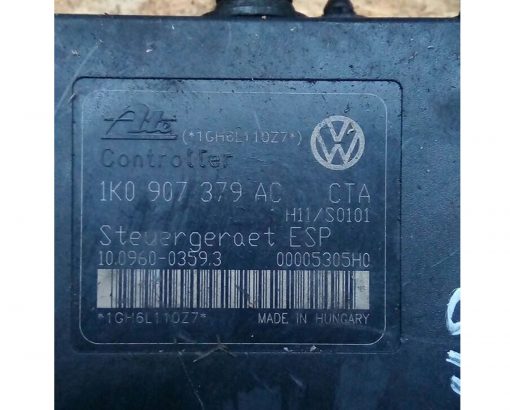 Ate (*1GH6L110Z7*)
Controller
1K0 907 379 AC CTA
H11/S0101
Steuergeraet ESP
10.0960-0359.3 00005305H0
*1GH6L110Z7* MADE IN HUNGARY